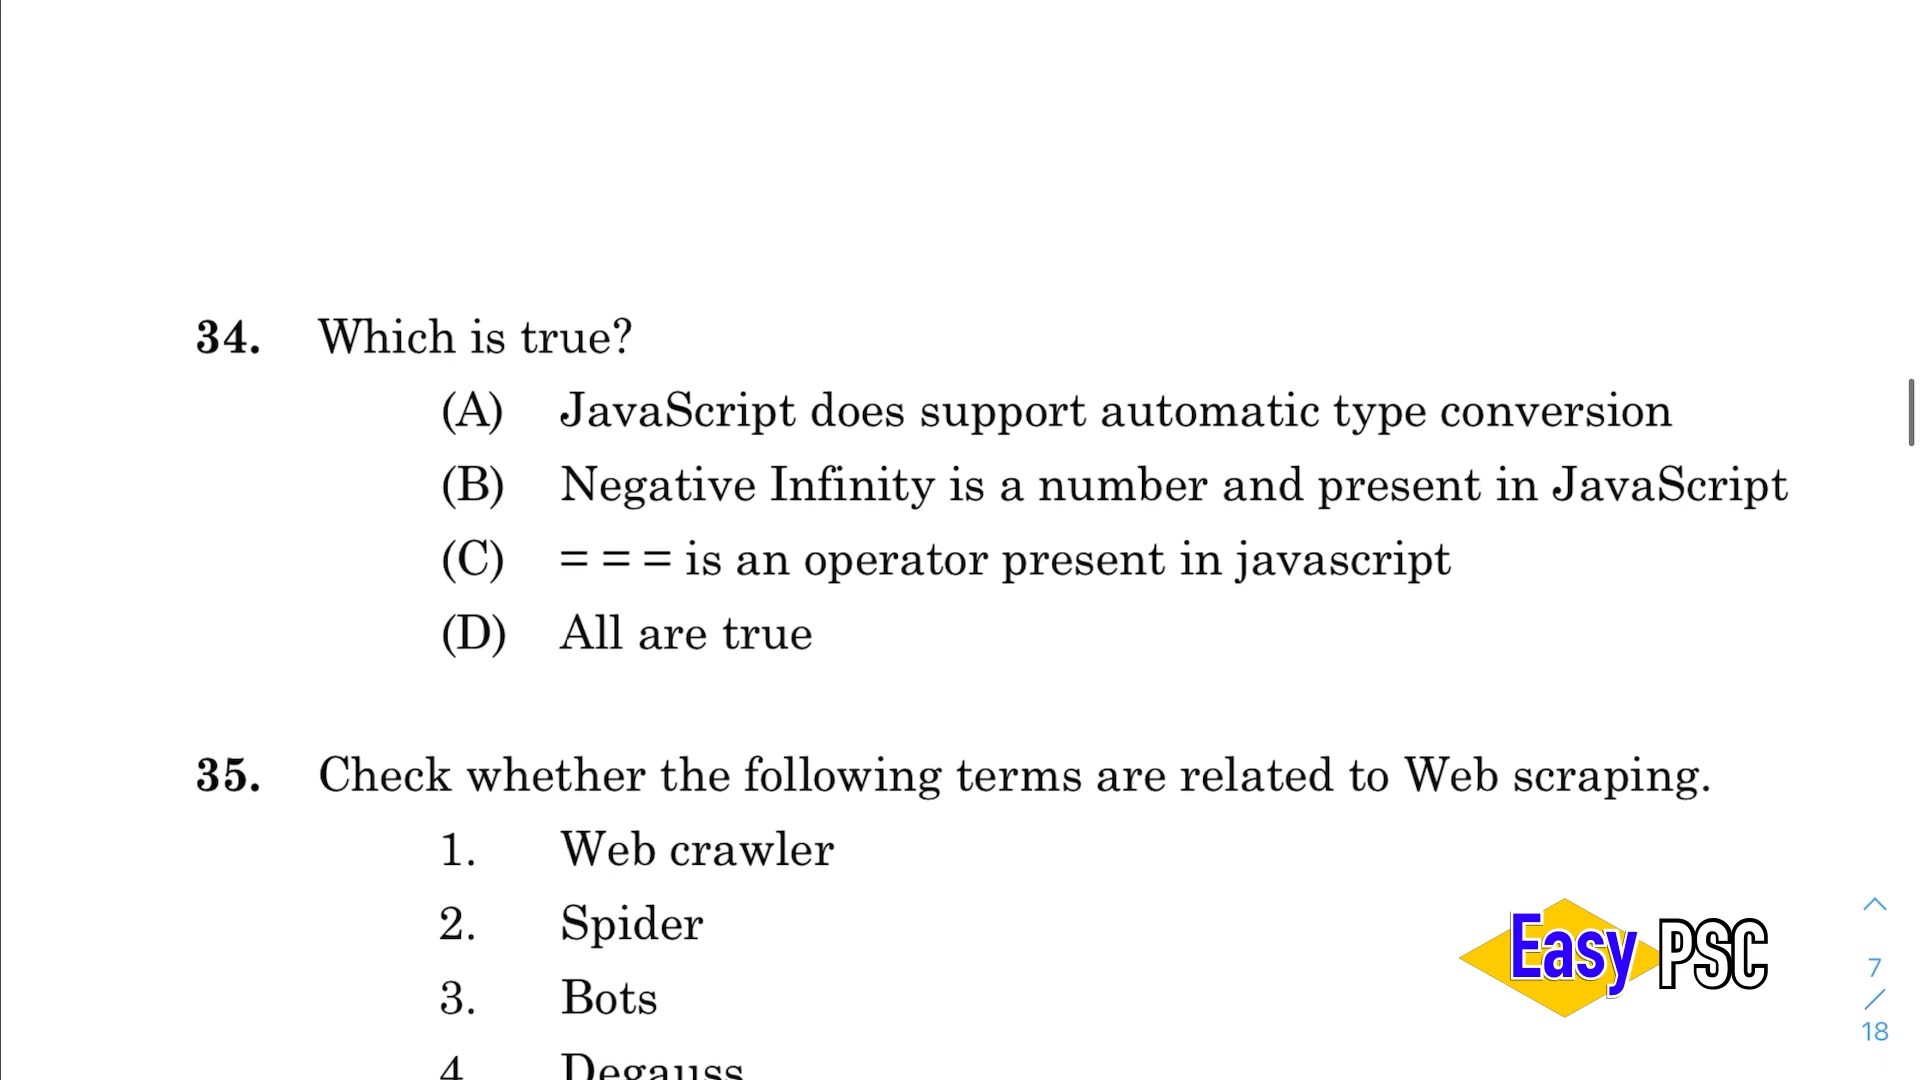 34. Which is true?
(A) JavaScript does support automatic type conversion
(B) Negative Infinity is a number and present in JavaScript
(C) = = = is an operator present in javascript
(D) All are true
35. Check whether the following terms are related to Web scraping.
1. Web crawler
2. Spider
3. Bots
4. Degauss
Easy PSC
7
/
18